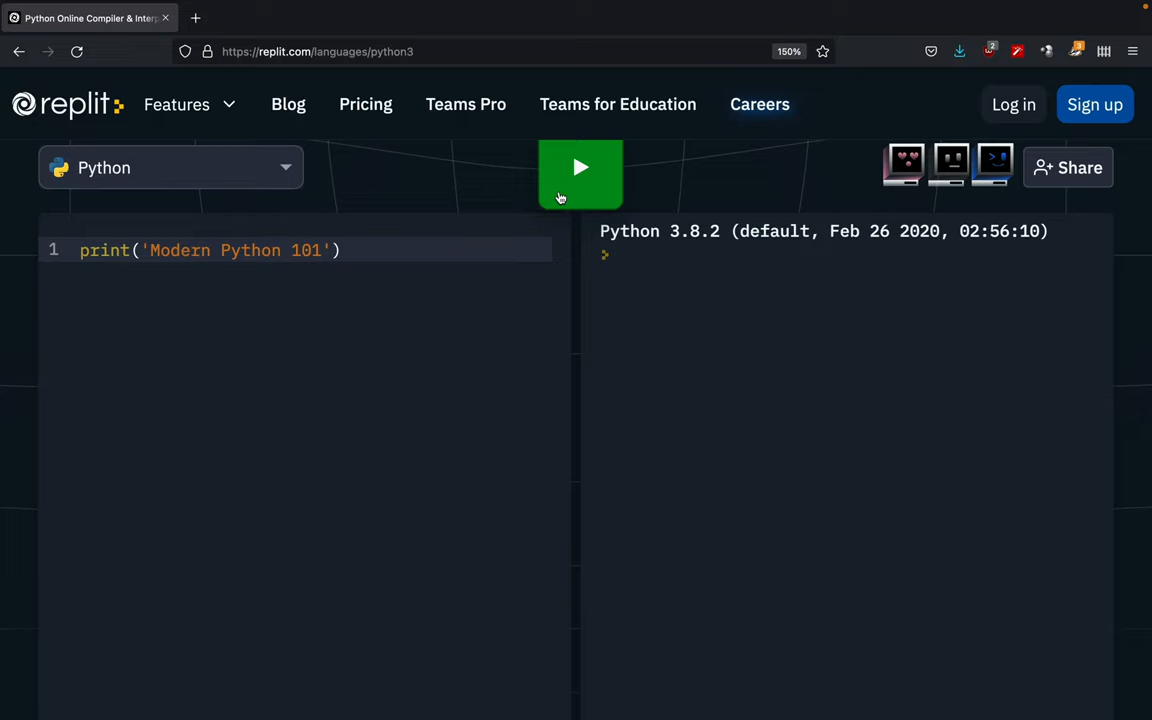 Python Online Compiler & Interp
https://replit.com/languages/python3
150%
2
3
replit
Features
Blog
Pricing
Teams Pro
Teams for Education
Careers
Log in
Sign up
Python
Share
1 print('Modern Python 101')
Python 3.8.2 (default, Feb 26 2020, 02:56:10)